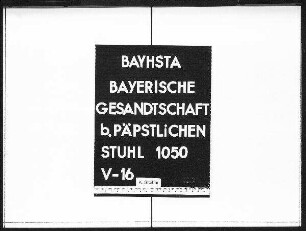 BAYHSTA
BAYERISCHE
GESANDTSCHAFT
b. PÄPSTLiCHEN
STUHL 1050
V-16